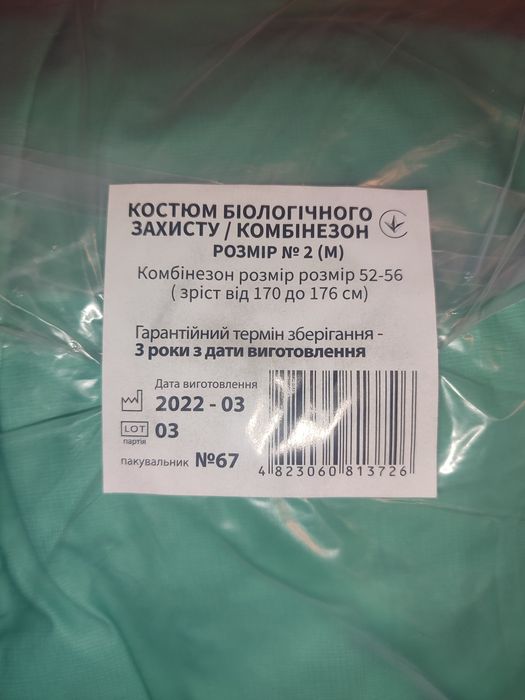 КОСТЮМ БІОЛОГІЧНОГО
ЗАХИСТУ / КОМБІНЕЗОН
РОЗМІР № 2 (М)
Комбінезон розмір розмір 52-56
( зріст від 170 до 176 см)
Гарантійний термін зберігання -
3 роки з дати виготовлення
Дата виготовлення
2022 - 03
LOT 03
партія
пакувальник №67
4 823060 813726